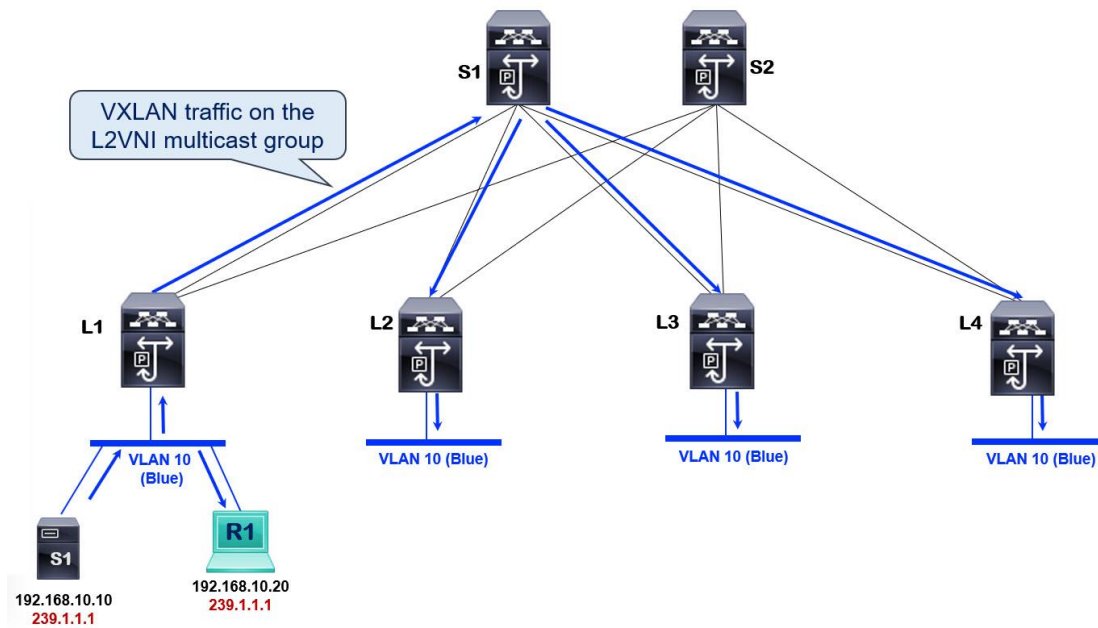 S1
S2
VXLAN traffic on the
L2VNI multicast group
L1
P
L2
P
L3
P
L4
P
P
P
VLAN 10
(Blue)
VLAN 10 (Blue)
VLAN 10 (Blue)
VLAN 10 (Blue)
S1
R1
192.168.10.10
239.1.1.1
192.168.10.20
239.1.1.1